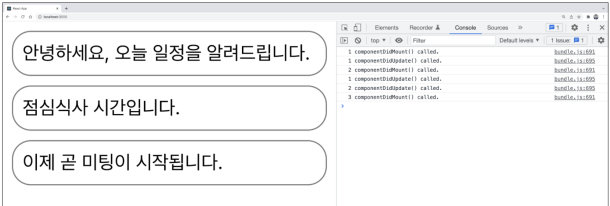 React App
localhost:3000
안녕하세요, 오늘 일정을 알려드립니다.
점심식사 시간입니다.
이제 곧 미팅이 시작됩니다.
Elements Recorder Console Sources » 1
top ▼ Filter Default levels ▼ 1 Issue: 1
1 componentDidMount() called. bundle.js:691
1 componentDidUpdate() called. bundle.js:695
2 componentDidMount() called. bundle.js:691
1 componentDidUpdate() called. bundle.js:695
2 componentDidUpdate() called. bundle.js:695
3 componentDidMount() called. bundle.js:691